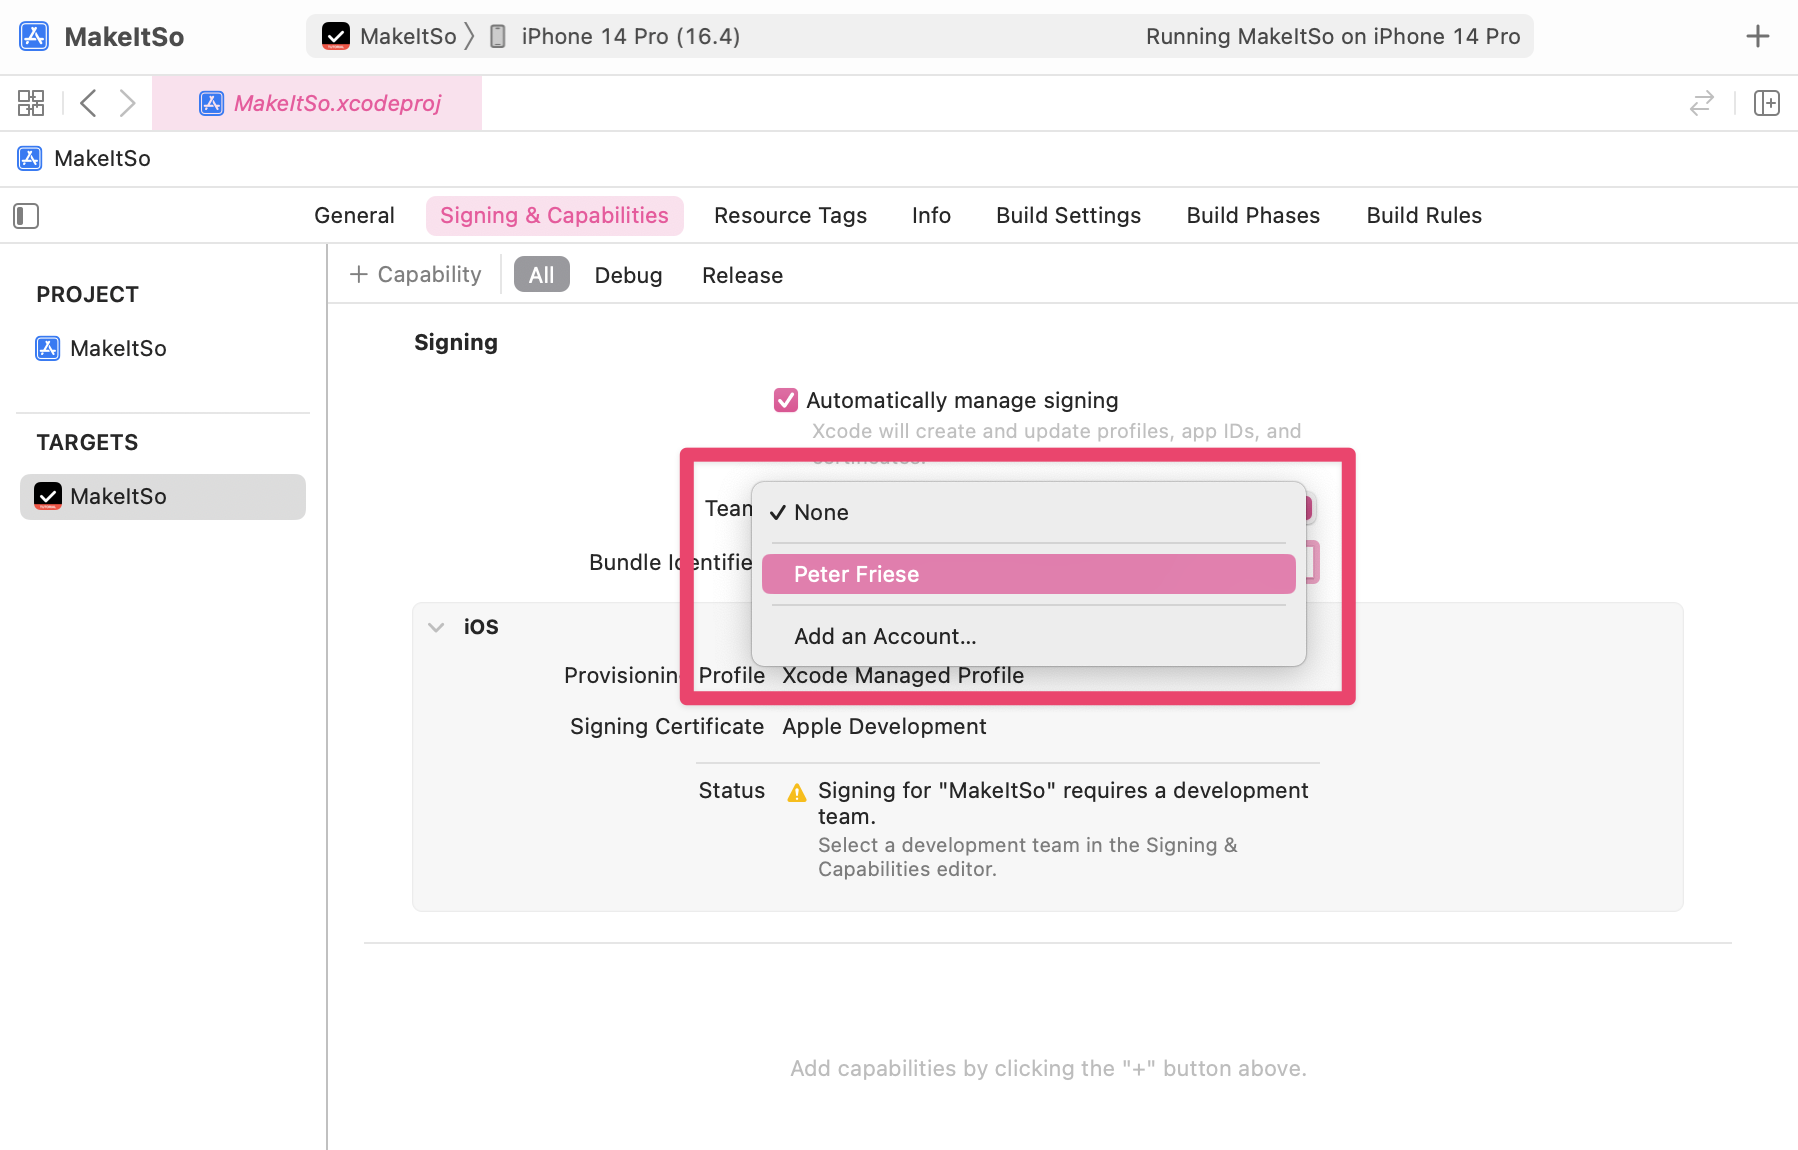 MakeItSo
MakeItSo
iPhone 14 Pro (16.4)
Running MakeItSo on iPhone 14 Pro
MakeItSo.xcodeproj
MakeItSo
General
Signing & Capabilities
Resource Tags
Info
Build Settings
Build Phases
Build Rules
PROJECT
MakeItSo
TARGETS
MakeItSo
+ Capability
All
Debug
Release
Signing
Automatically manage signing
Xcode will create and update profiles, app IDs, and
certificates.
Team
✓ None
Bundle Identifie
Peter Friese
Add an Account...
iOS
Provisioning Profile
Xcode Managed Profile
Signing Certificate
Apple Development
Status
Signing for "MakeItSo" requires a development
team.
Select a development team in the Signing &
Capabilities editor.
Add capabilities by clicking the "+" button above.